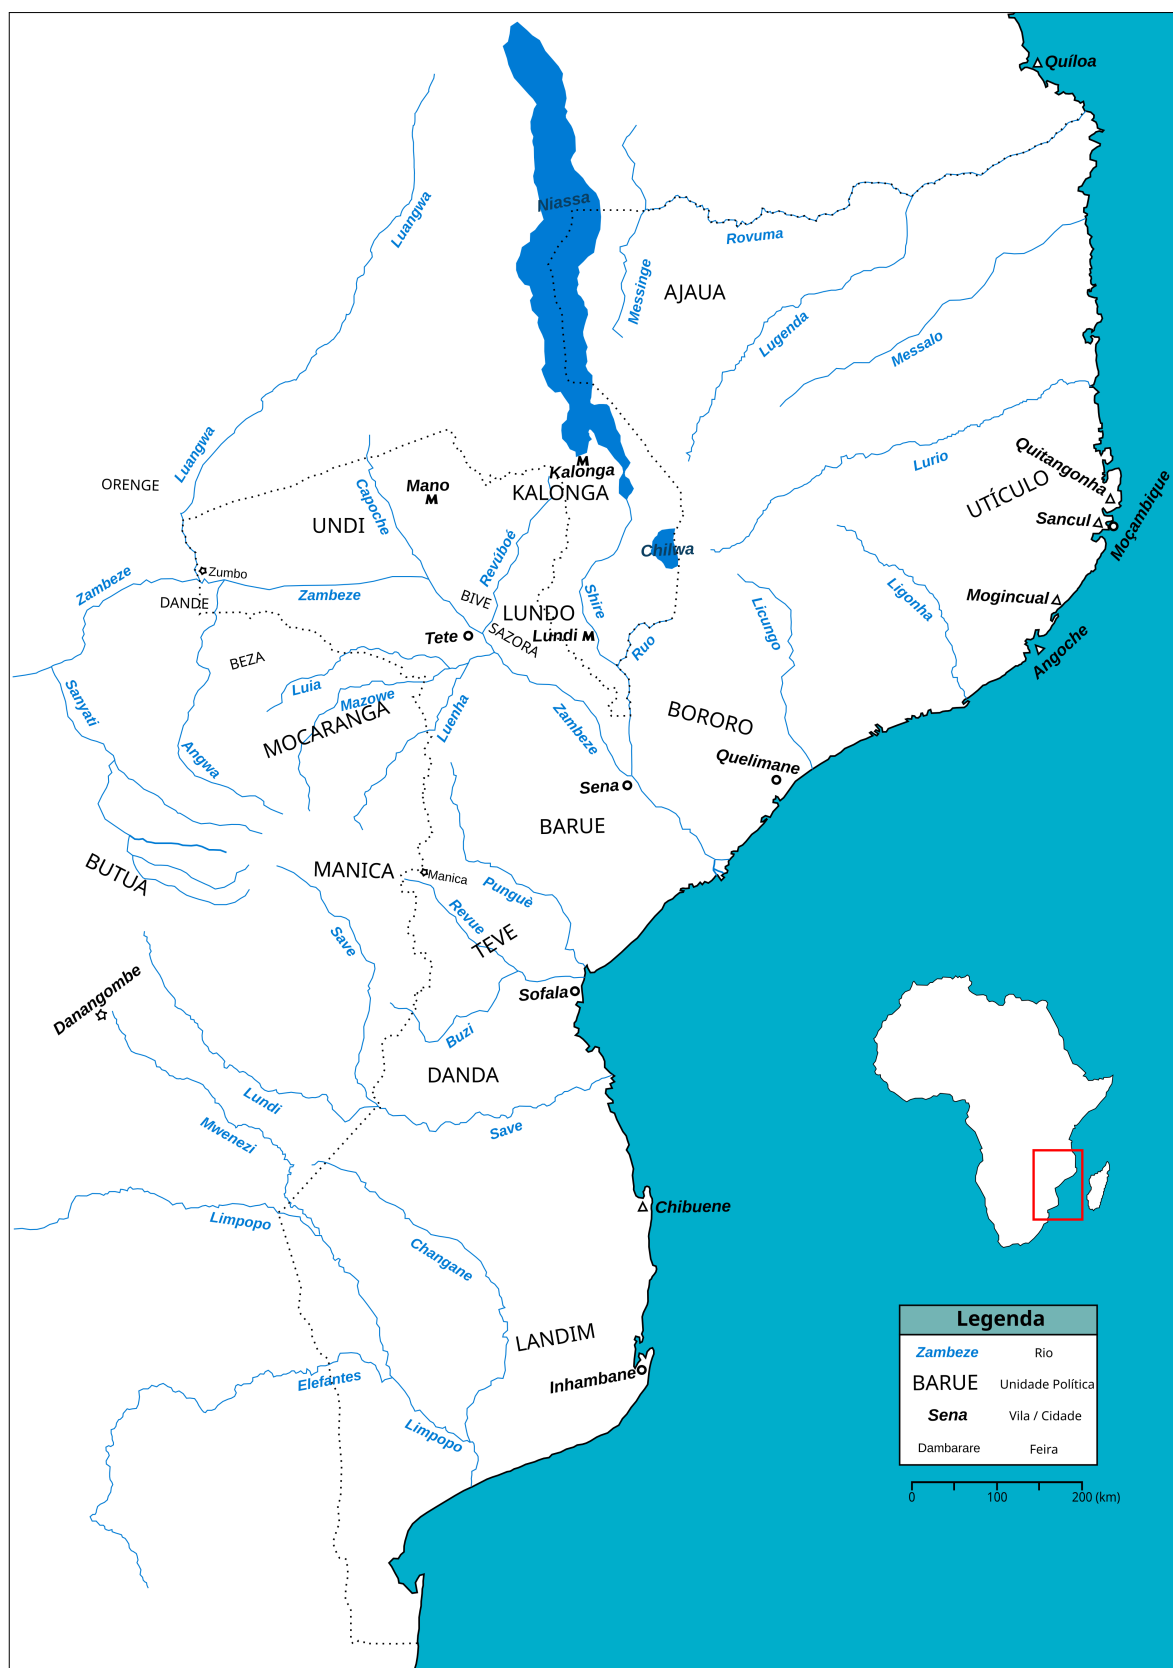 Quíloa
Niassa
Luangwa
Rovuma
Messinge
AJAUA
Lugenda
Messalo
Luangwa
Lurio
Quitangonha
Kalonga
KALONGA
ORENGE
Mano
Capoche
UNDI
UTÍCULO
Sancul
Moçambique
Revúboé
Chilwa
Zumbo
Zambeze
Zambeze
DANDE
BIVE
LUNDO
Shire
Licungo
Ligonha
Mogincual
Tete
SAZORA
Lundi
Ruo
Angoche
BEZA
Sanyati
Luia
Mazowe
MOCARANGA
Luenha
Zambeze
BORORO
Angwa
Quelimane
Sena
BARUE
BUTUA
MANICA
Manica
Pungué
Revue
TEVE
Save
Danangombe
Sofala
Buzi
DANDA
Lundi
Mwenezi
Save
Chibuene
Limpopo
Changane
LANDIM
Inhambane
Elefantes
Limpopo
Legenda
Zambeze Rio
BARUE Unidade Política
Sena Vila / Cidade
Dambarare Feira
0 100 200 (km)